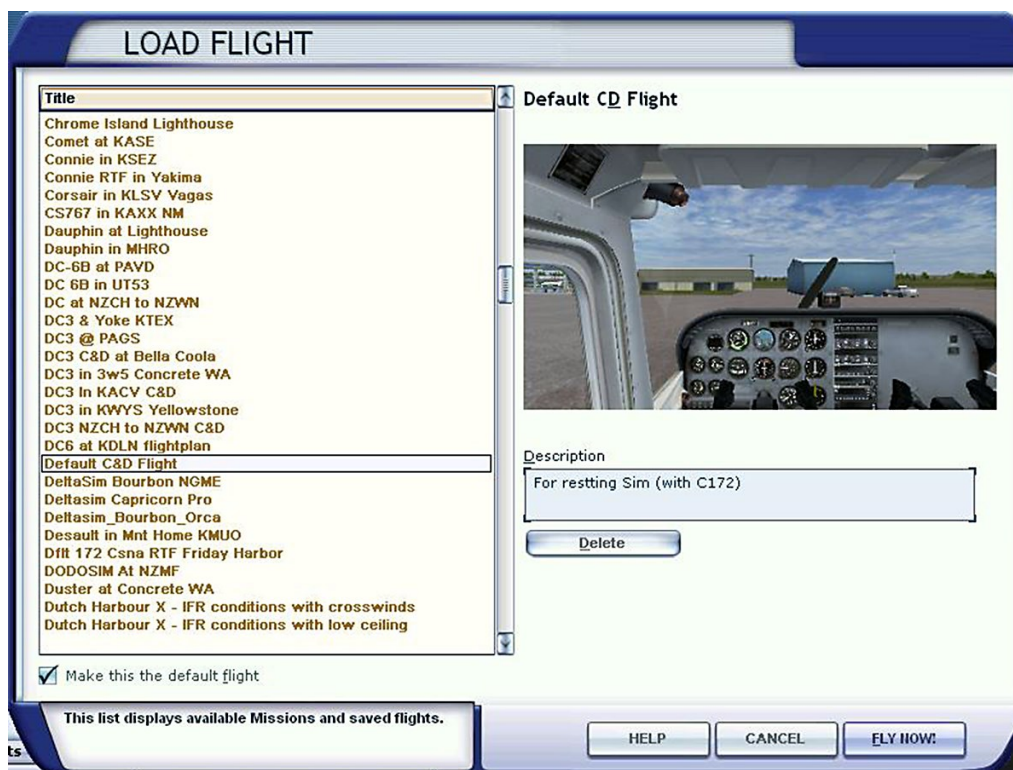 LOAD FLIGHT
Title
Chrome Island Lighthouse
Comet at KASE
Connie in KSEZ
Connie RTF in Yakima
Corsair in KLSV Vagas
CS767 in KAXX NM
Dauphin at Lighthouse
Dauphin in MHRO
DC-6B at PAVD
DC 6B in UT53
DC at NZCH to NZWN
DC3 & Yoke KTEX
DC3 @ PAGS
DC3 C&D at Bella Coola
DC3 in 3w5 Concrete WA
DC3 In KACV C&D
DC3 in KWYS Yellowstone
DC3 NZCH to NZWN C&D
DC6 at KDLN flightplan
Default C&D Flight
DeltaSim Bourbon NGME
Deltasim Capricorn Pro
Deltasim_Bourbon_Orca
Desault in Mnt Home KMUO
Dflt 172 Csna RTF Friday Harbor
DODOSIM At NZMF
Duster at Concrete WA
Dutch Harbour X - IFR conditions with crosswinds
Dutch Harbour X - IFR conditions with low ceiling
Make this the default flight
Default CD Flight
Description
For restting Sim (with C172)
Delete
This list displays available Missions and saved flights.
ts
HELP
CANCEL
FLY NOW!